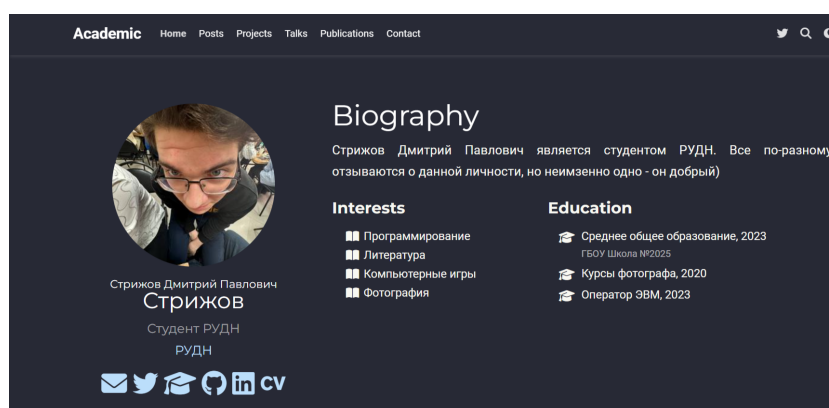 Academic Home Posts Projects Talks Publications Contact
Biography
Стрижов Дмитрий Павлович является студентом РУДН. Все по-разному
отзываются о данной личности, но неимзенно одно - он добрый)
Interests
Программирование
Литература
Компьютерные игры
Фотография
Education
Среднее общее образование, 2023
ГБОУ Школа №2025
Курсы фотографа, 2020
Оператор ЭВМ, 2023
Стрижов Дмитрий Павлович
Стрижов
Студент РУДН
РУДН
in CV